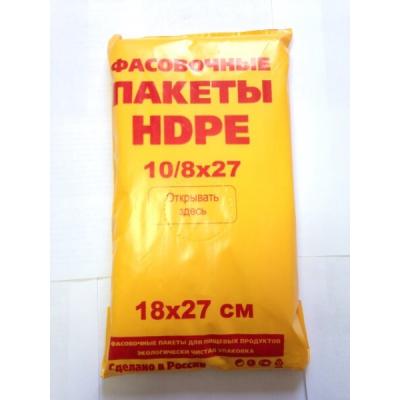 ФАСОВОЧНЫЕ
ПАКЕТЫ
HDPE
10/8x27
Открывать
здесь
18x27 см
ФАСОВОЧНЫЕ ПАКЕТЫ ДЛЯ ПИЩЕВЫХ ПРОДУКТОВ
ЭКОЛОГИЧЕСКИ ЧИСТАЯ УПАКОВКА
Сделано в России